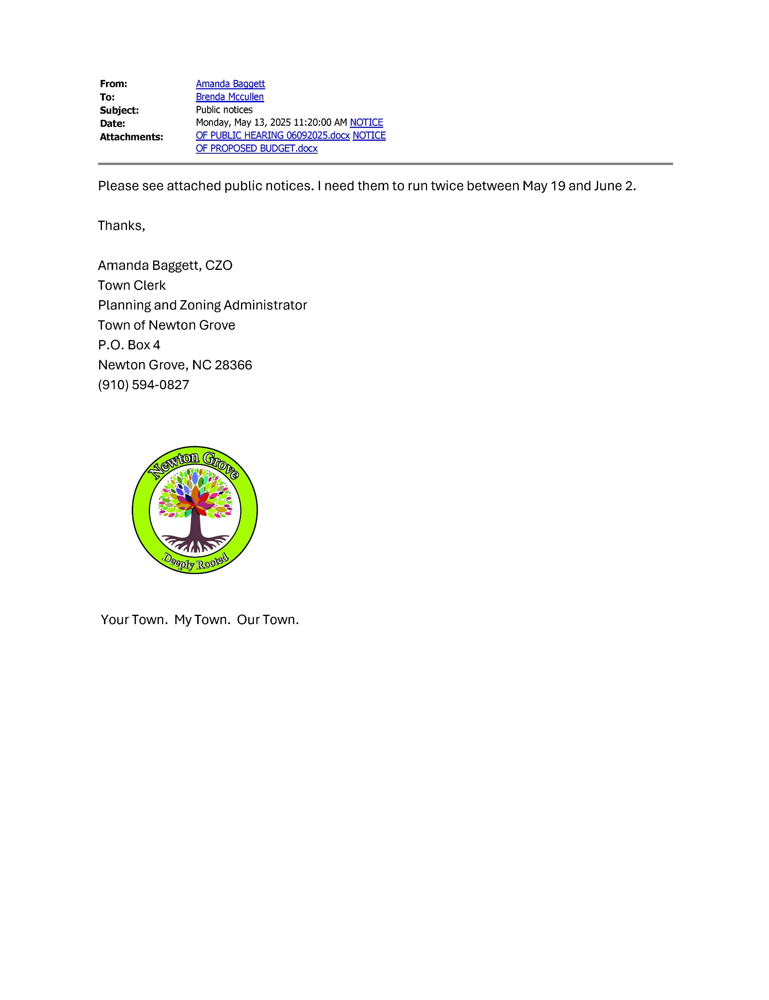 From: Amanda Baggett
To: Brenda Mccullen
Subject: Public notices
Date: Monday, May 13, 2025 11:20:00 AM NOTICE
Attachments: OF PUBLIC HEARING 06092025.docx NOTICE
OF PROPOSED BUDGET.docx
Please see attached public notices. I need them to run twice between May 19 and June 2.
Thanks,
Amanda Baggett, CZO
Town Clerk
Planning and Zoning Administrator
Town of Newton Grove
P.O. Box 4
Newton Grove, NC 28366
(910) 594-0827
Newton Grove
Deeply Rooted
Your Town. My Town. Our Town.